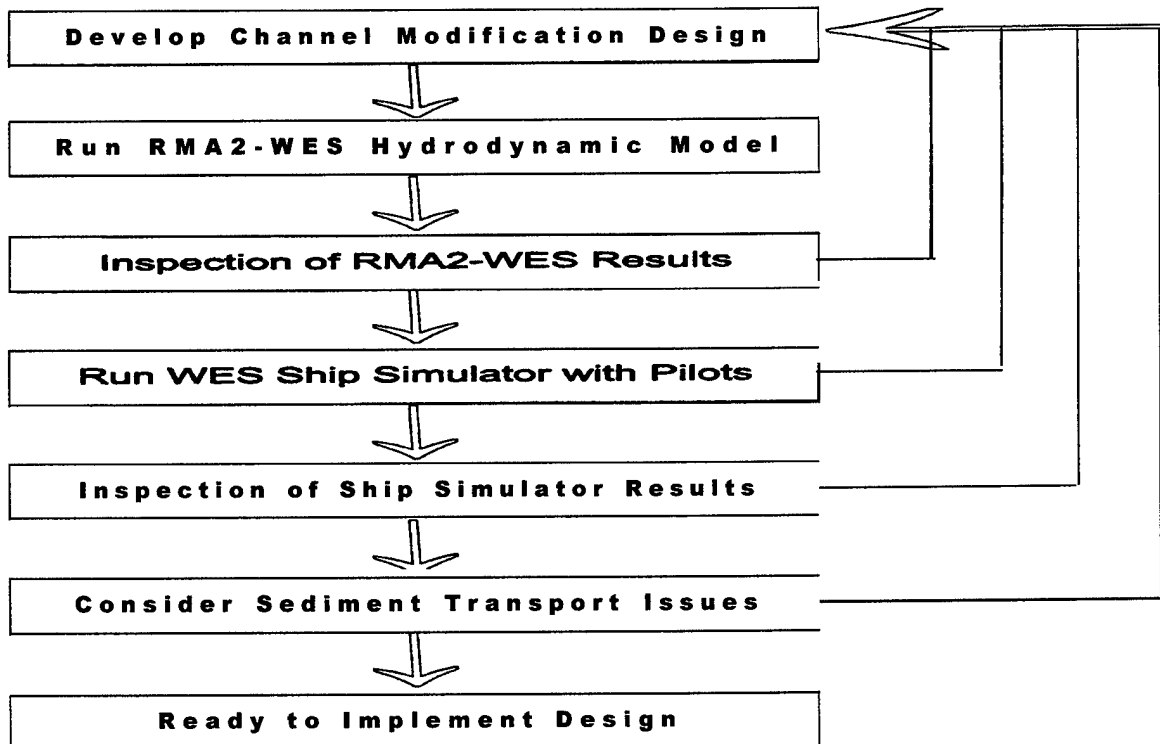 Develop Channel Modification Design
Run RMA2-WES Hydrodynamic Model
Inspection of RMA2-WES Results
Run WES Ship Simulator with Pilots
Inspection of Ship Simulator Results
Consider Sediment Transport Issues
Ready to Implement Design